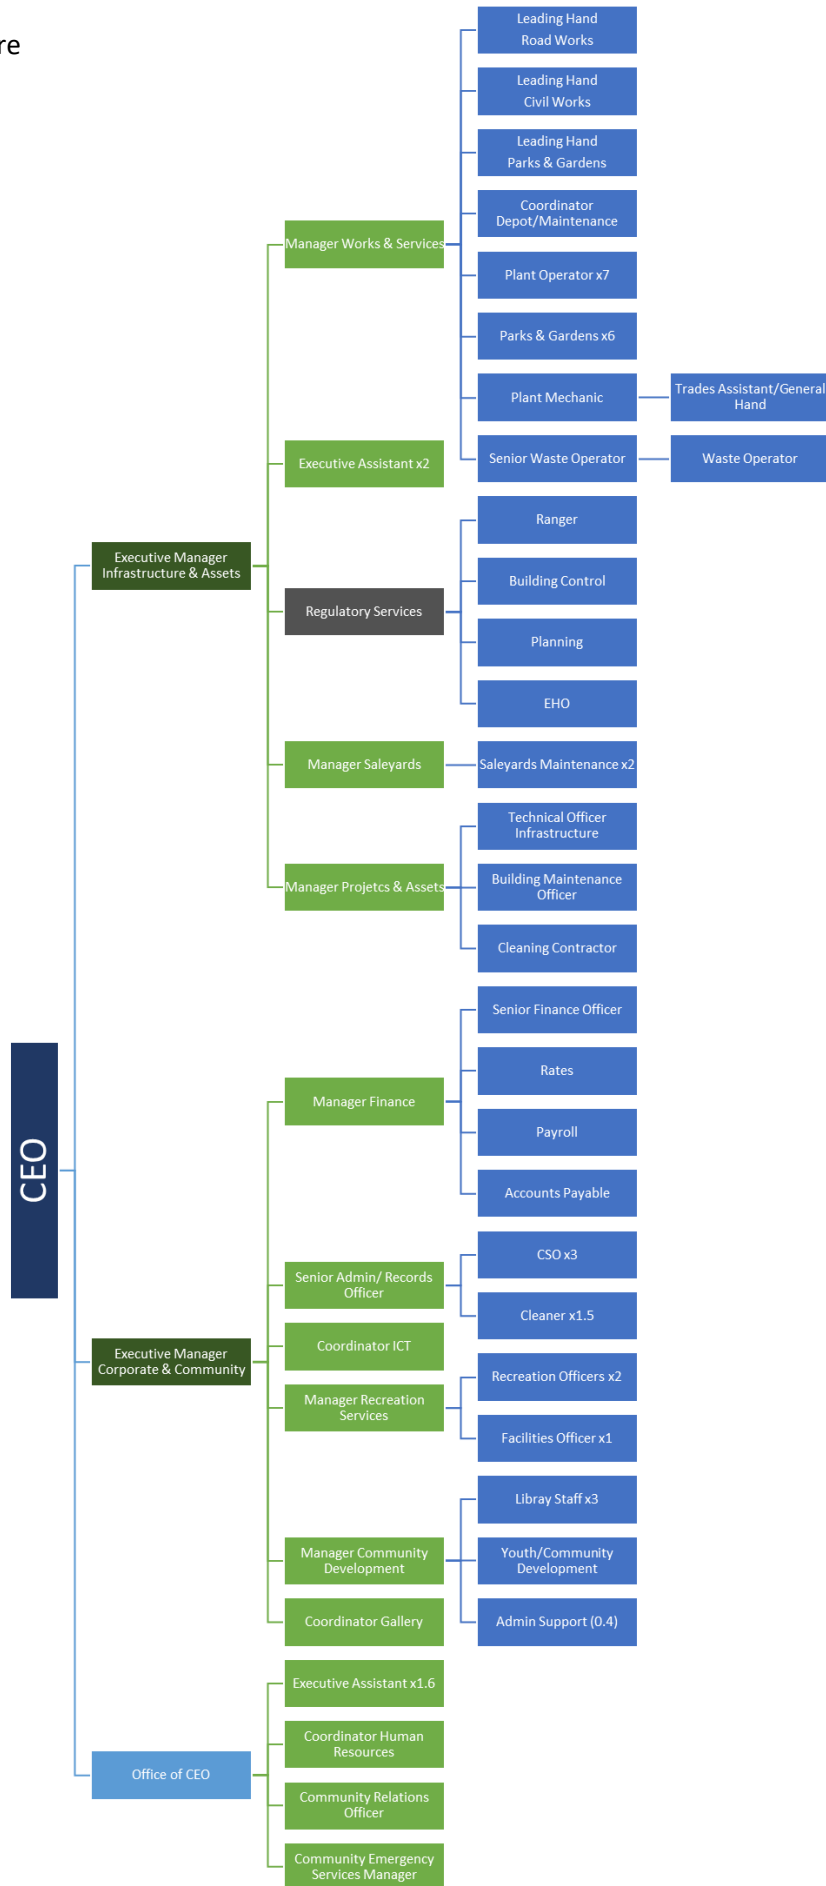 re
Leading Hand
Road Works
Leading Hand
Civil Works
Leading Hand
Parks & Gardens
Coordinator
Depot/Maintenance
Manager Works & Services
Plant Operator x7
Parks & Gardens x6
Plant Mechanic
Trades Assistant/General
Hand
Executive Assistant x2
Senior Waste Operator
Waste Operator
Executive Manager
Infrastructure & Assets
Ranger
Building Control
Regulatory Services
Planning
EHO
Manager Saleyards
Saleyards Maintenance x2
Technical Officer
Infrastructure
Manager Projetcs & Assets
Building Maintenance
Officer
Cleaning Contractor
CEO
Senior Finance Officer
Manager Finance
Rates
Payroll
Accounts Payable
Senior Admin/ Records
Officer
CSO x3
Cleaner x1.5
Executive Manager
Corporate & Community
Coordinator ICT
Manager Recreation
Services
Recreation Officers x2
Facilities Officer x1
Libray Staff x3
Manager Community
Development
Youth/Community
Development
Coordinator Gallery
Admin Support (0.4)
Executive Assistant x1.6
Coordinator Human
Resources
Office of CEO
Community Relations
Officer
Community Emergency
Services Manager